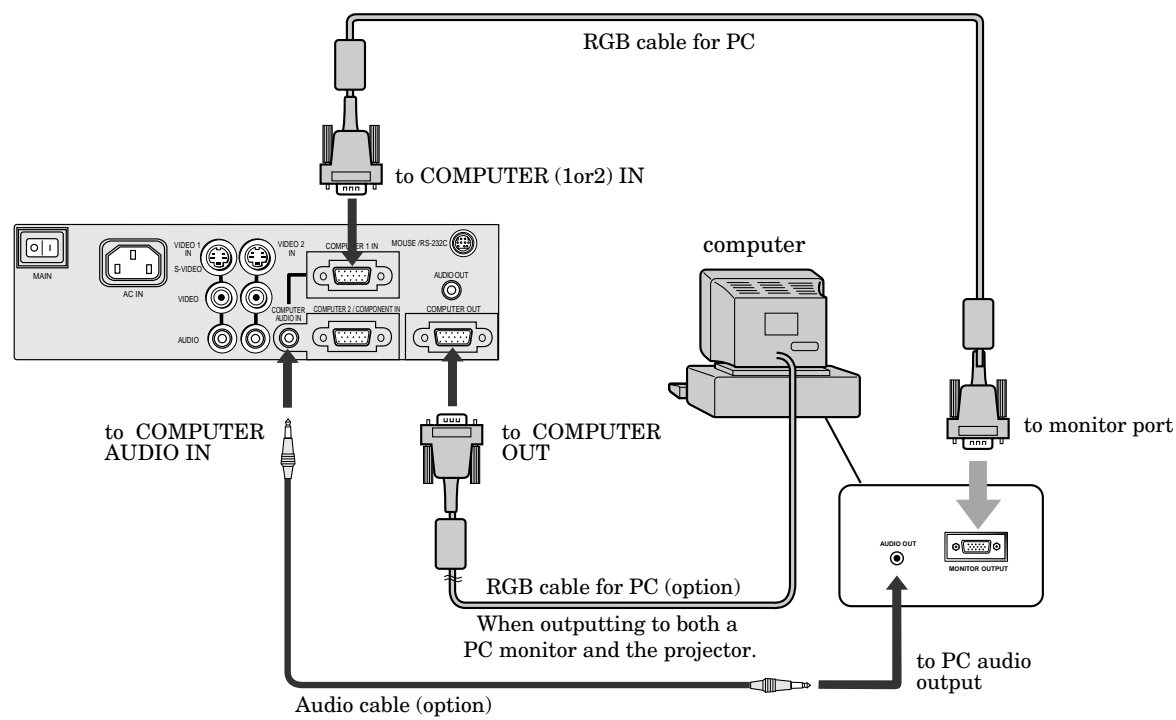 RGB cable for PC
to COMPUTER (1or2) IN
MAIN
AC IN
VIDEO 1
IN
S-VIDEO
VIDEO
AUDIO
VIDEO 2
IN
COMPUTER 1 IN
MOUSE /RS-232C
AUDIO OUT
COMPUTER
AUDIO IN
COMPUTER 2 / COMPONENT IN
COMPUTER OUT
computer
to COMPUTER
AUDIO IN
to COMPUTER
OUT
to monitor port
AUDIO OUT
MONITOR OUTPUT
RGB cable for PC (option)
When outputting to both a
PC monitor and the projector.
to PC audio
output
Audio cable (option)